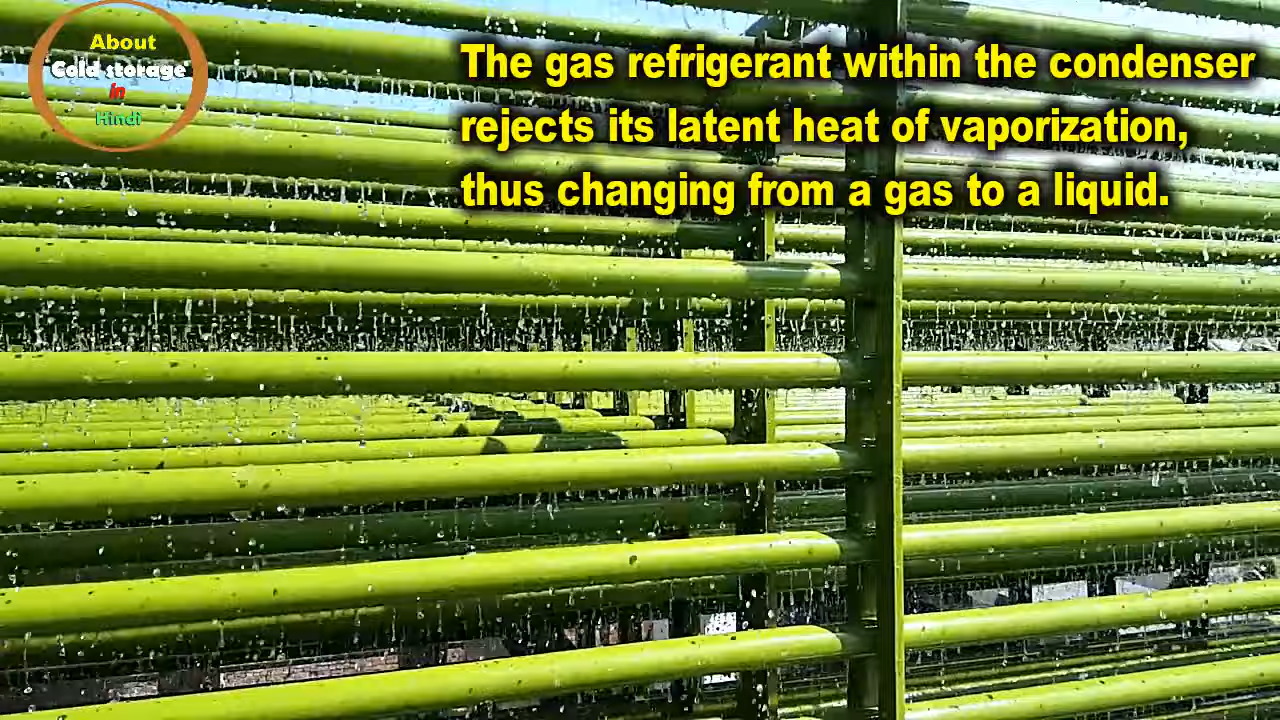 About
Cold storage
in
Hindi
The gas refrigerant within the condenser
rejects its latent heat of vaporization,
thus changing from a gas to a liquid.